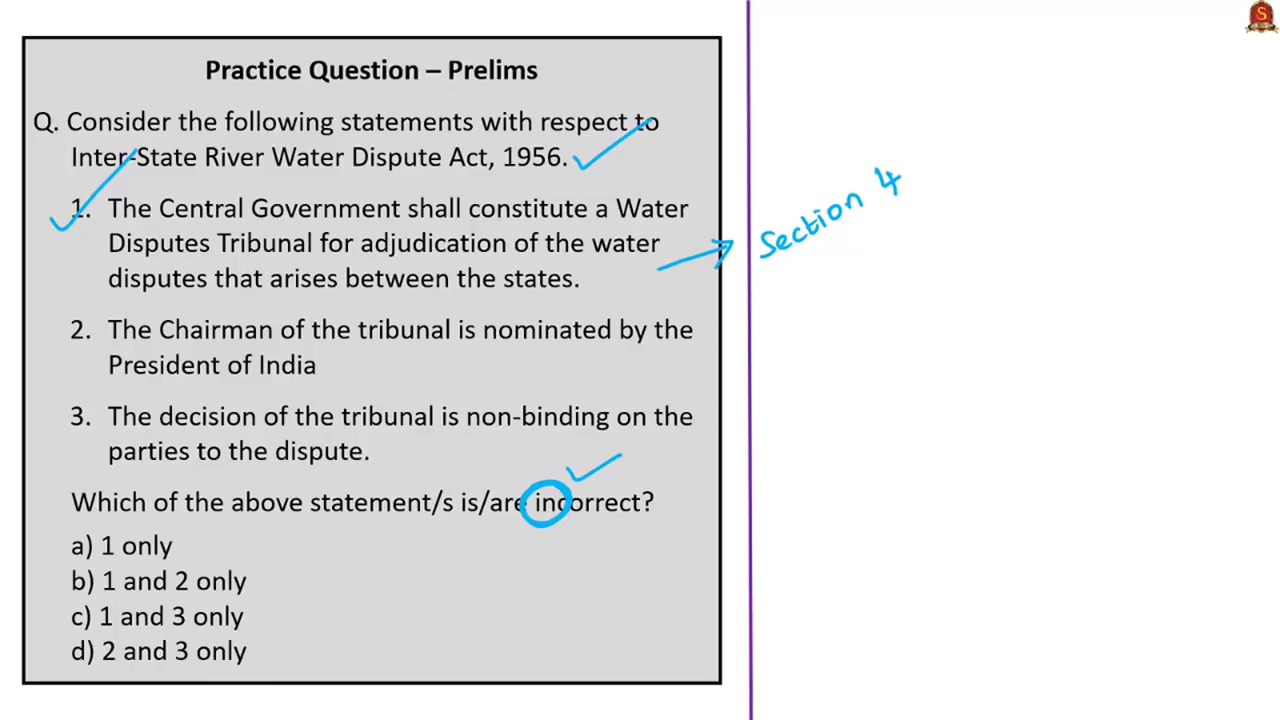 Practice Question – Prelims
Q. Consider the following statements with respect to
Inter-State River Water Dispute Act, 1956.
1. The Central Government shall constitute a Water
Disputes Tribunal for adjudication of the water
disputes that arises between the states.
2. The Chairman of the tribunal is nominated by the
President of India
3. The decision of the tribunal is non-binding on the
parties to the dispute.
Which of the above statement/s is/are incorrect?
a) 1 only
b) 1 and 2 only
c) 1 and 3 only
d) 2 and 3 only
Section 4
S